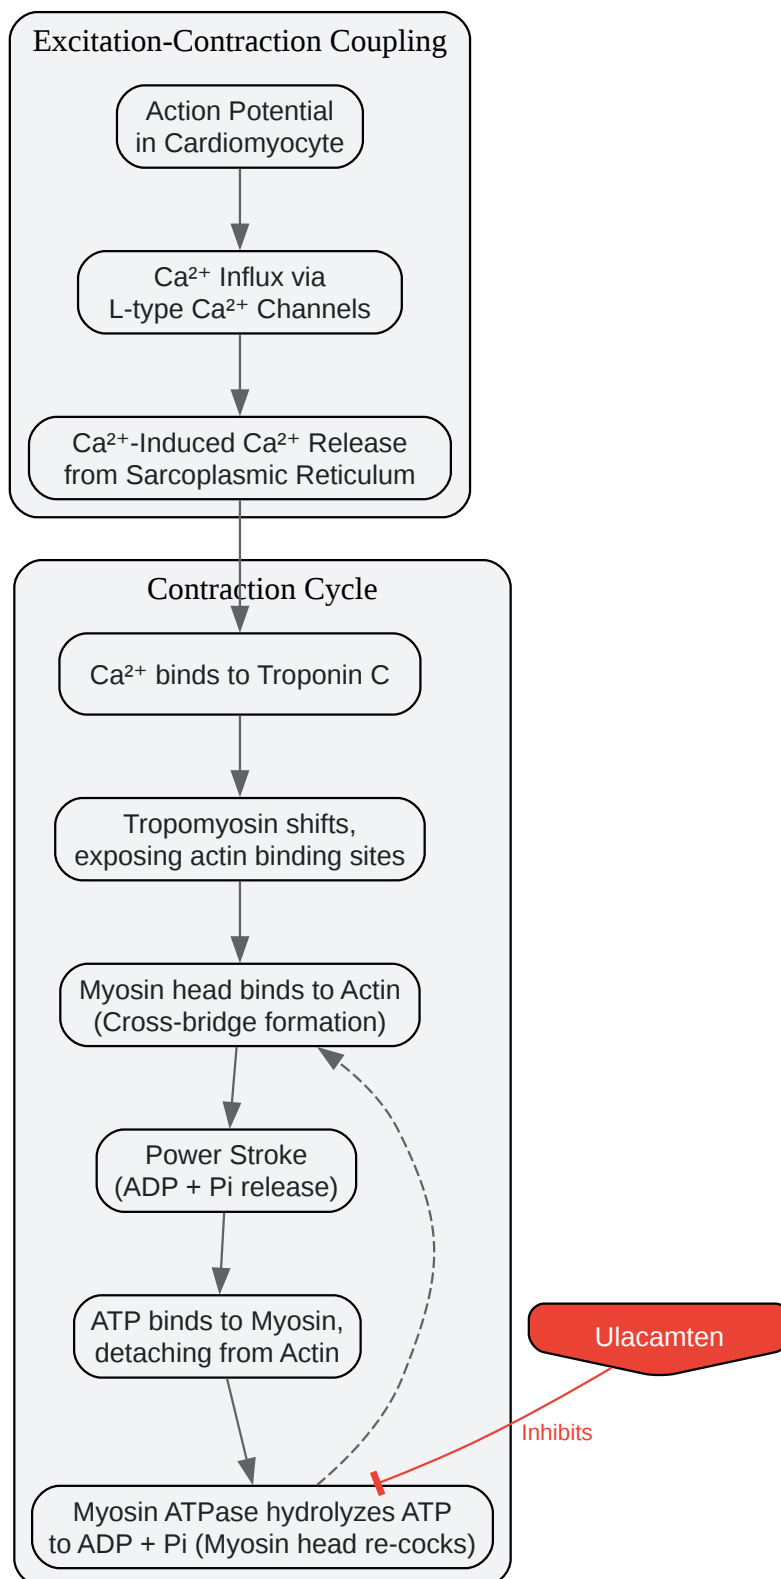 Excitation-Contraction Coupling
Action Potential
in Cardiomyocyte
Ca²⁺ Influx via
L-type Ca²⁺ Channels
Ca²⁺-Induced Ca²⁺ Release
from Sarcoplasmic Reticulum
Contraction Cycle
Ca²⁺ binds to Troponin C
Tropomyosin shifts,
exposing actin binding sites
Myosin head binds to Actin
(Cross-bridge formation)
Power Stroke
(ADP + Pi release)
ATP binds to Myosin,
detaching from Actin
Ulacamten
Inhibits
Myosin ATPase hydrolyzes ATP
to ADP + Pi (Myosin head re-cocks)